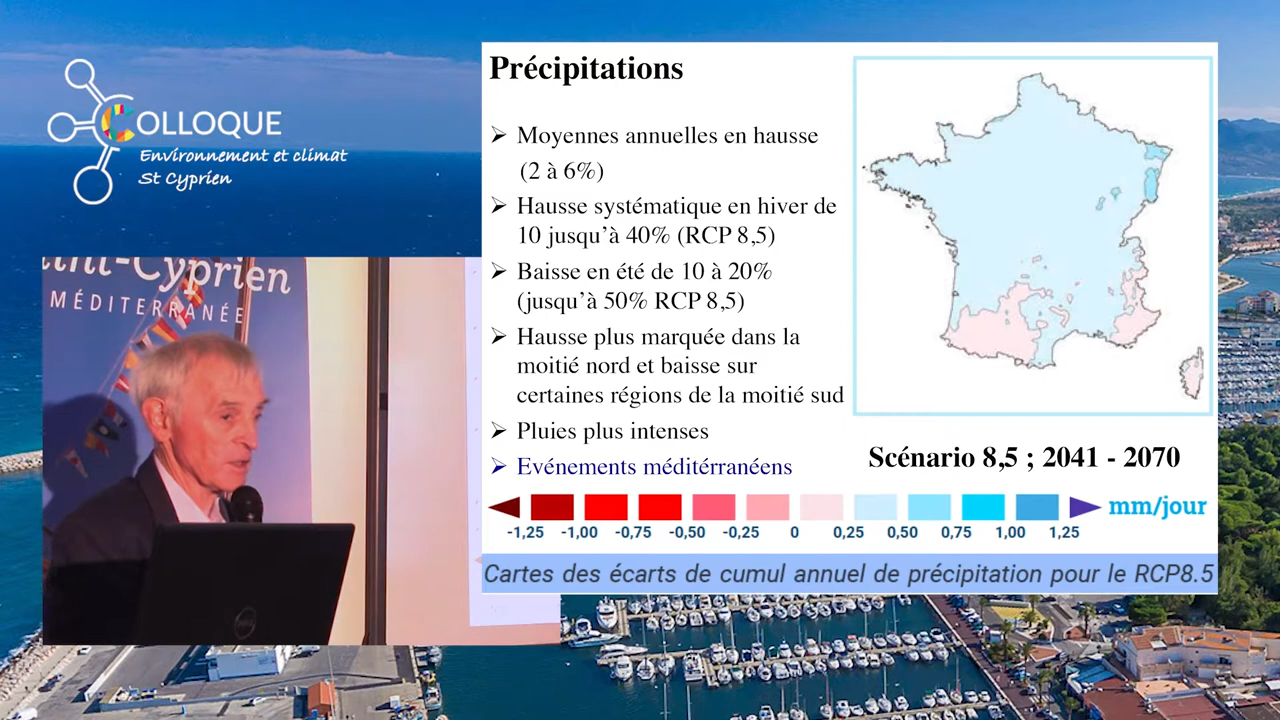 COLLOQUE
Environnement et climat
St Cyprien
int-Cyprien
MÉDITERRANÉE
Précipitations
➢ Moyennes annuelles en hausse
(2 à 6%)
➢ Hausse systématique en hiver de
10 jusqu'à 40% (RCP 8,5)
➢ Baisse en été de 10 à 20%
(jusqu'à 50% RCP 8,5)
➢ Hausse plus marquée dans la
moitié nord et baisse sur
certaines régions de la moitié sud
➢ Pluies plus intenses
➢ Evénements méditérranéens
Scénario 8,5 ; 2041 - 2070
mm/jour
-1,25 -1,00 -0,75 -0,50 -0,25 0 0,25 0,50 0,75 1,00 1,25
Cartes des écarts de cumul annuel de précipitation pour le RCP8.5
DELL